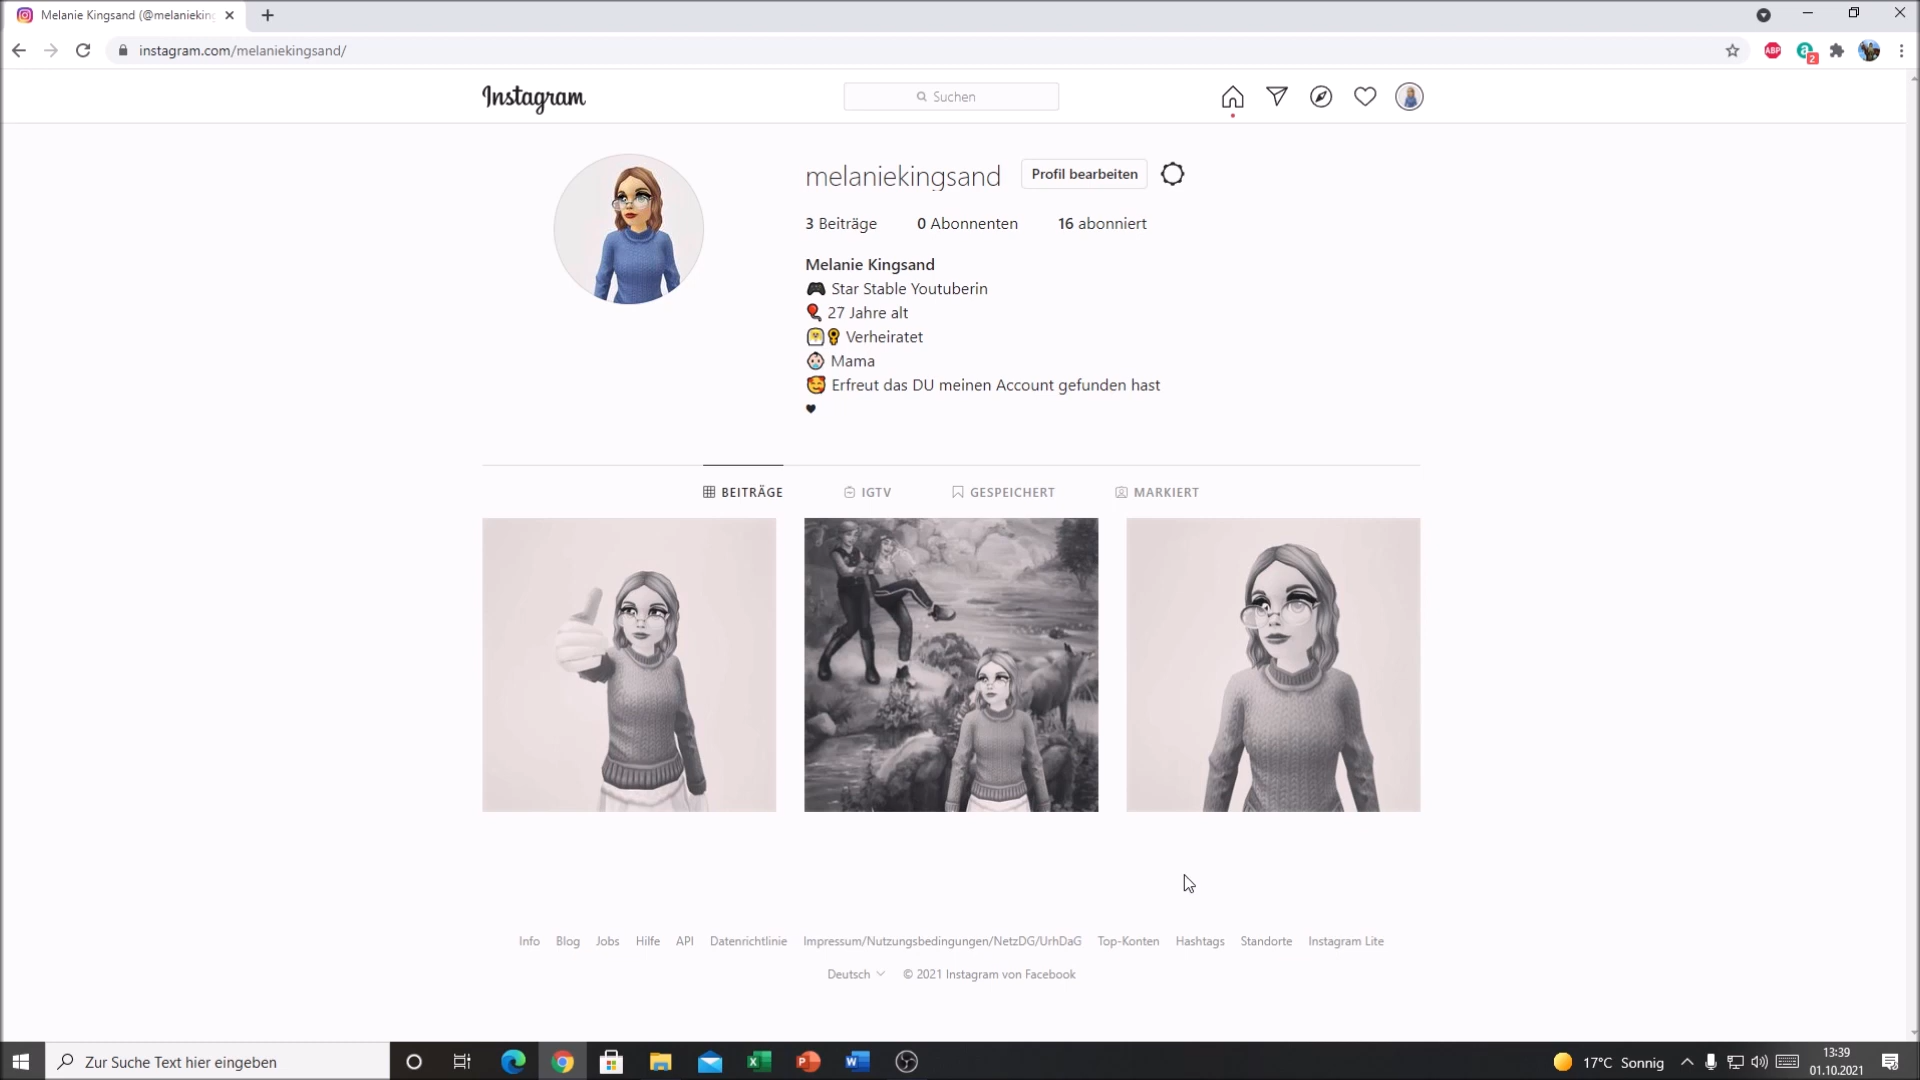 Melanie Kingsand (@melaniekin
instagram.com/melaniekingsand/
ABP
2
Instagram
Suchen
melaniekingsand
Profil bearbeiten
3 Beiträge 0 Abonnenten 16 abonniert
Melanie Kingsand
Star Stable Youtuberin
27 Jahre alt
Verheiratet
Mama
Erfreut das DU meinen Account gefunden hast
BEITRÄGE IGTV GESPEICHERT MARKIERT
Info Blog Jobs Hilfe API Datenrichtlinie Impressum/Nutzungsbedingungen/NetzDG/UrhDaG Top-Konten Hashtags Standorte Instagram Lite
Deutsch © 2021 Instagram von Facebook
Zur Suche Text hier eingeben
17°C Sonnig
13:39
01.10.2021